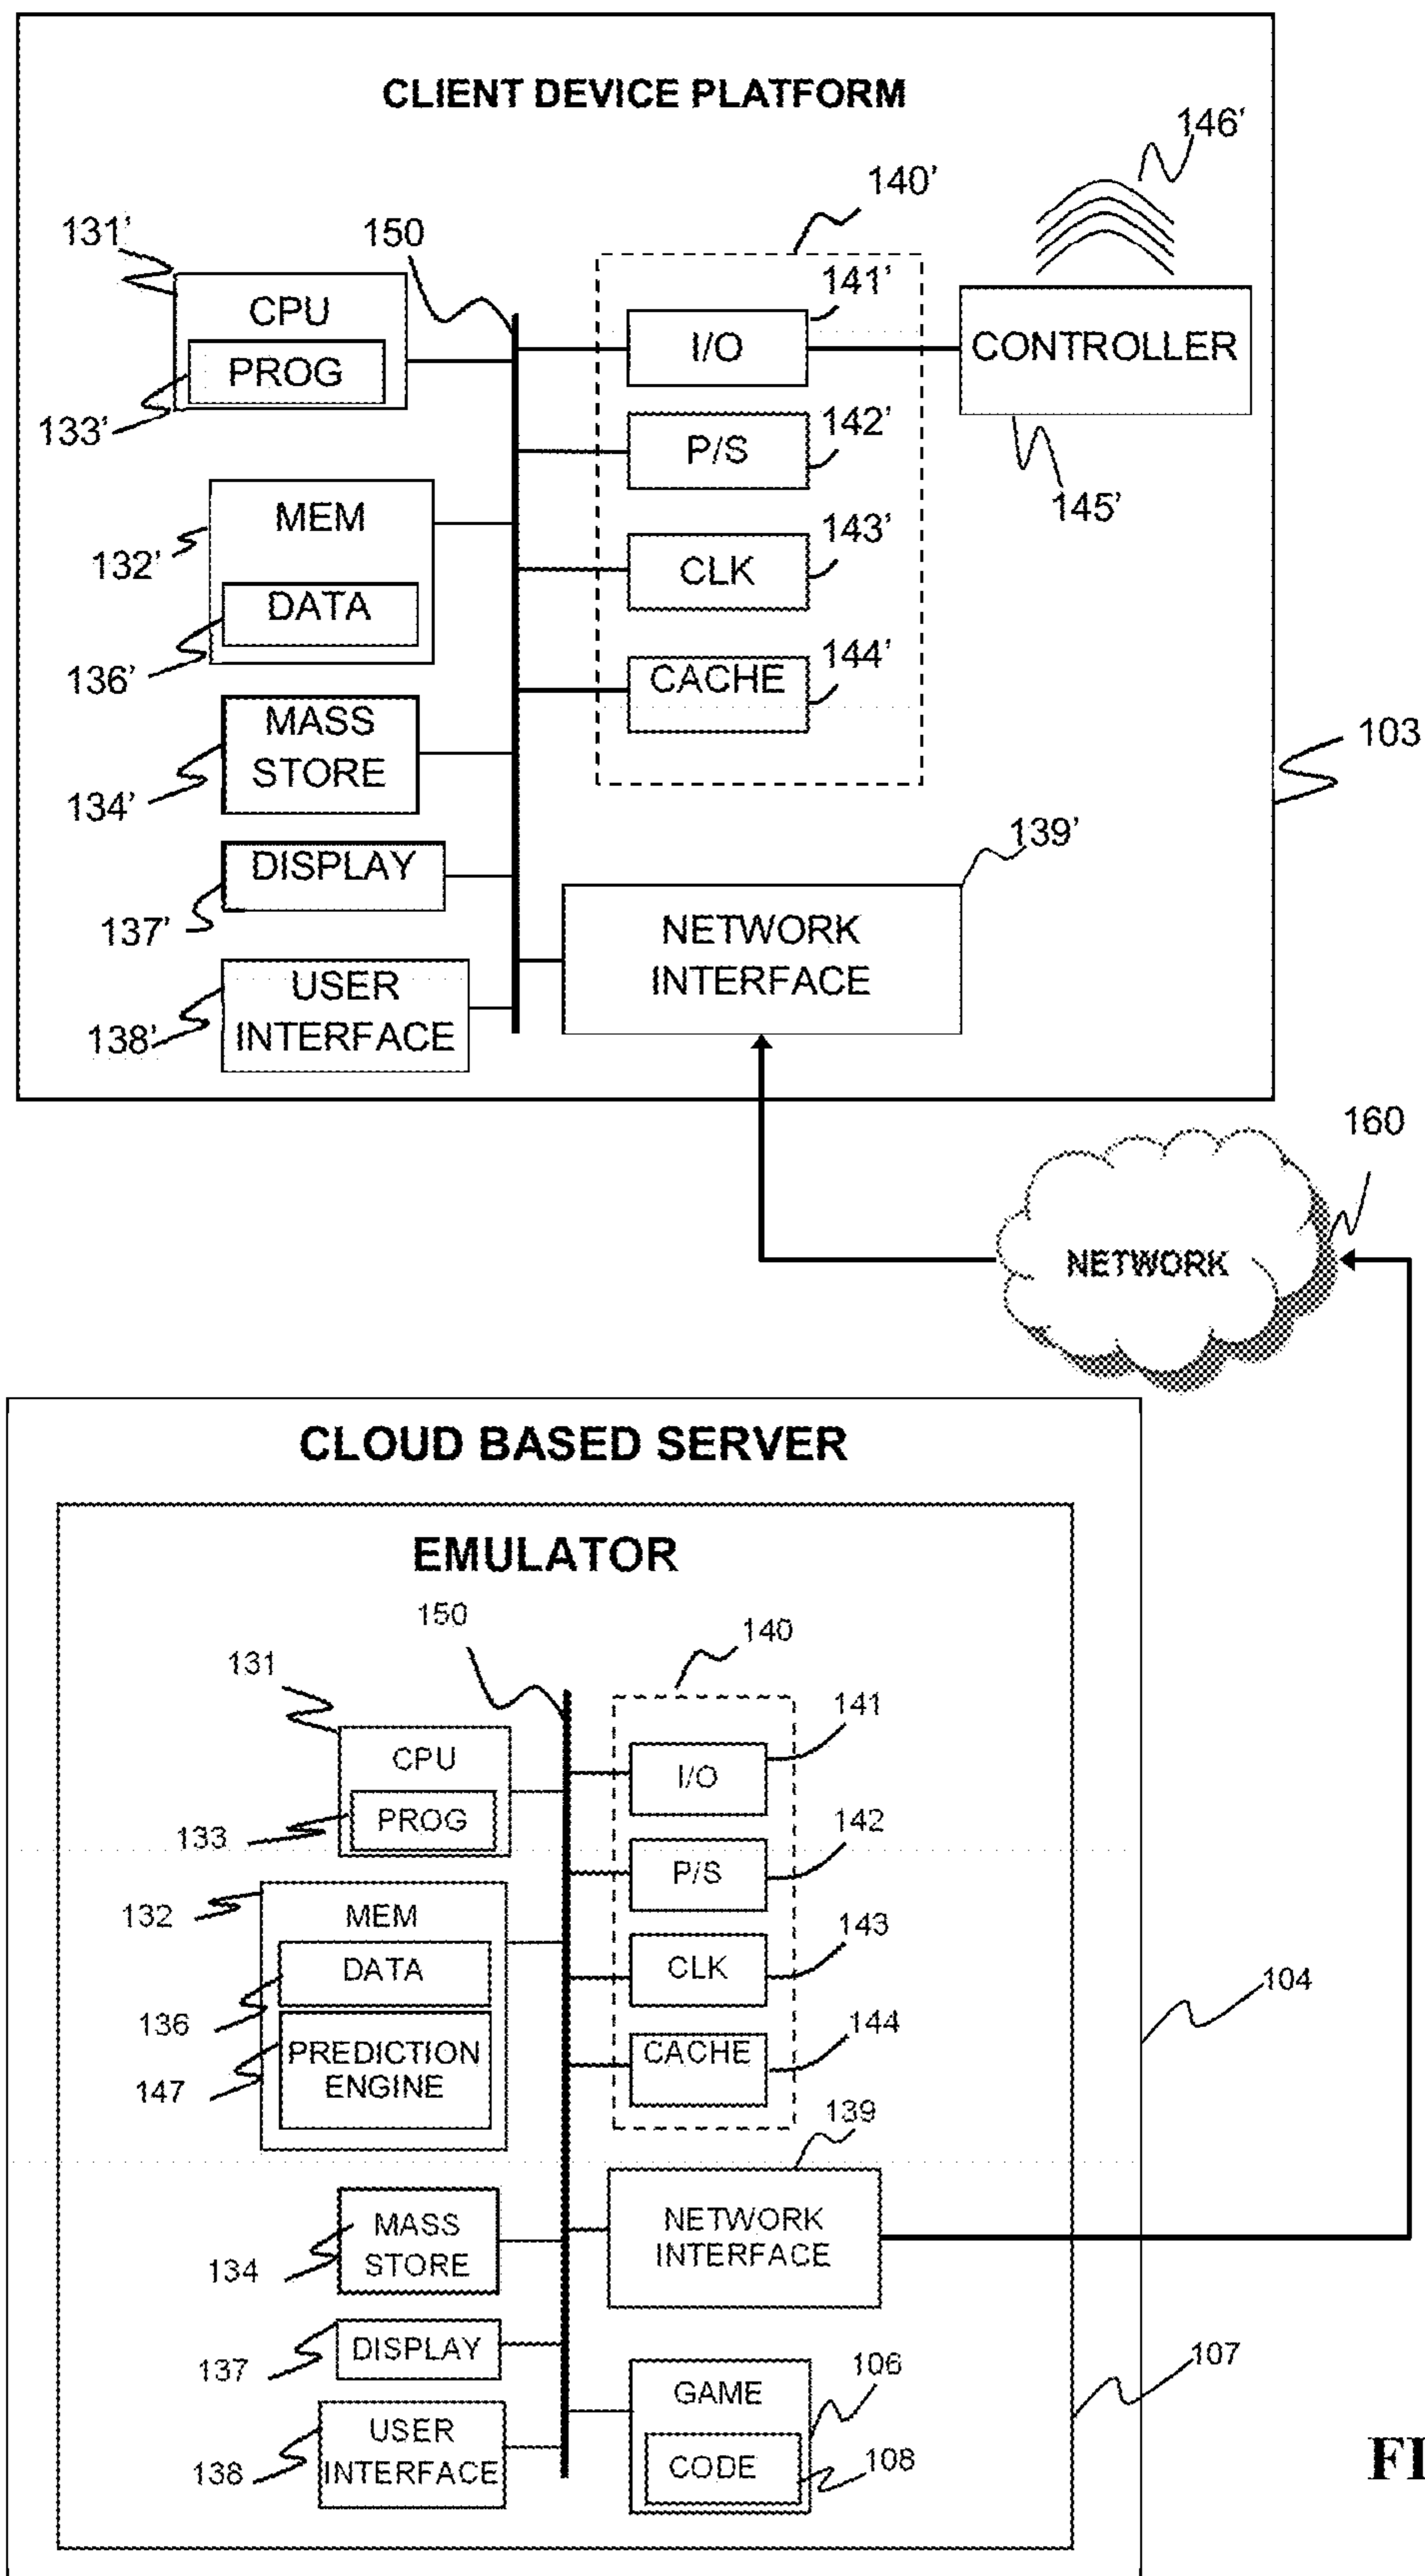 CLIENT DEVICE PLATFORM
146’
140’
131’
150
141’
CPU
I/O
CONTROLLER
PROG
133’
142’
P/S
145’
MEM
132’
143’
CLK
DATA
136’
144’
CACHE
MASS
STORE
134’
103
139’
DISPLAY
137’
NETWORK
INTERFACE
USER
INTERFACE
138’
160
NETWORK
CLOUD BASED SERVER
EMULATOR
150
140
131
141
CPU
I/O
PROG
133
142
P/S
132
MEM
143
DATA
CLK
104
136
144
CACHE
PREDICTION
ENGINE
147
139
MASS
STORE
134
NETWORK
INTERFACE
DISPLAY
137
107
106
GAME
USER
INTERFACE
138
CODE
108
FI